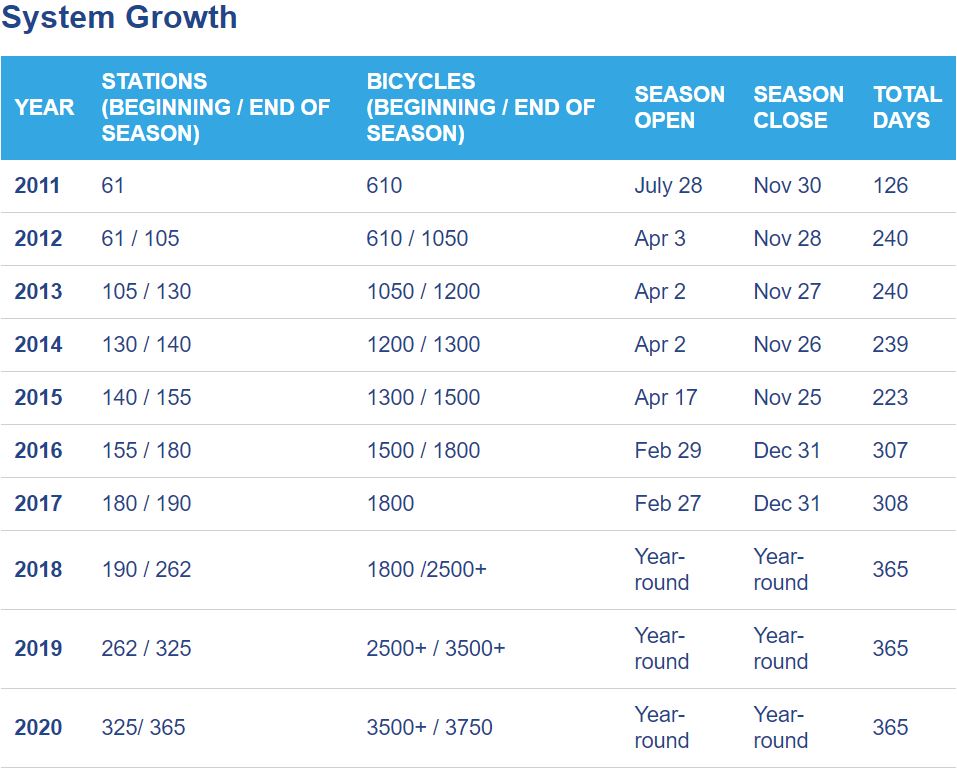 System Growth
YEAR
STATIONS
(BEGINNING / END OF
SEASON)
BICYCLES
(BEGINNING / END OF
SEASON)
SEASON
OPEN
SEASON
CLOSE
TOTAL
DAYS
2011 61 610 July 28 Nov 30 126
2012 61 / 105 610 / 1050 Apr 3 Nov 28 240
2013 105 / 130 1050 / 1200 Apr 2 Nov 27 240
2014 130 / 140 1200 / 1300 Apr 2 Nov 26 239
2015 140 / 155 1300 / 1500 Apr 17 Nov 25 223
2016 155 / 180 1500 / 1800 Feb 29 Dec 31 307
2017 180 / 190 1800 Feb 27 Dec 31 308
2018 190 / 262 1800 /2500+ Year-
round Year-
round 365
2019 262 / 325 2500+ / 3500+ Year-
round Year-
round 365
2020 325/ 365 3500+ / 3750 Year-
round Year-
round 365